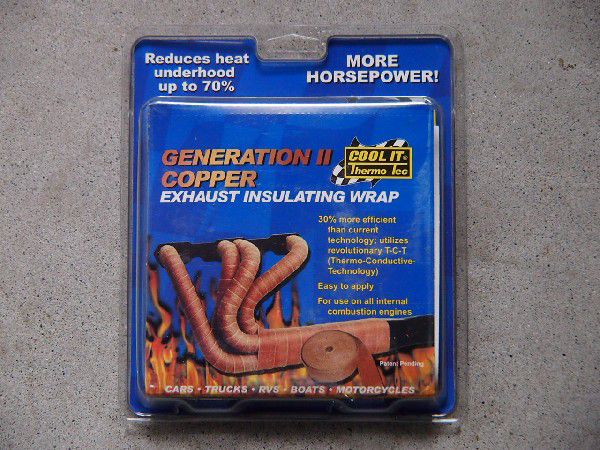 Reduces heat
underhood
up to 70%
MORE
HORSEPOWER!
GENERATION II
COPPER
COOL IT®
Thermo Tec
EXHAUST INSULATING WRAP
30% more efficient
than current
technology; utilizes
revolutionary T-C-T
(Thermo-Conductive-
Technology)
Easy to apply
For use on all internal
combustion engines
Patent Pending
CARS • TRUCKS • RVS • BOATS • MOTORCYCLES